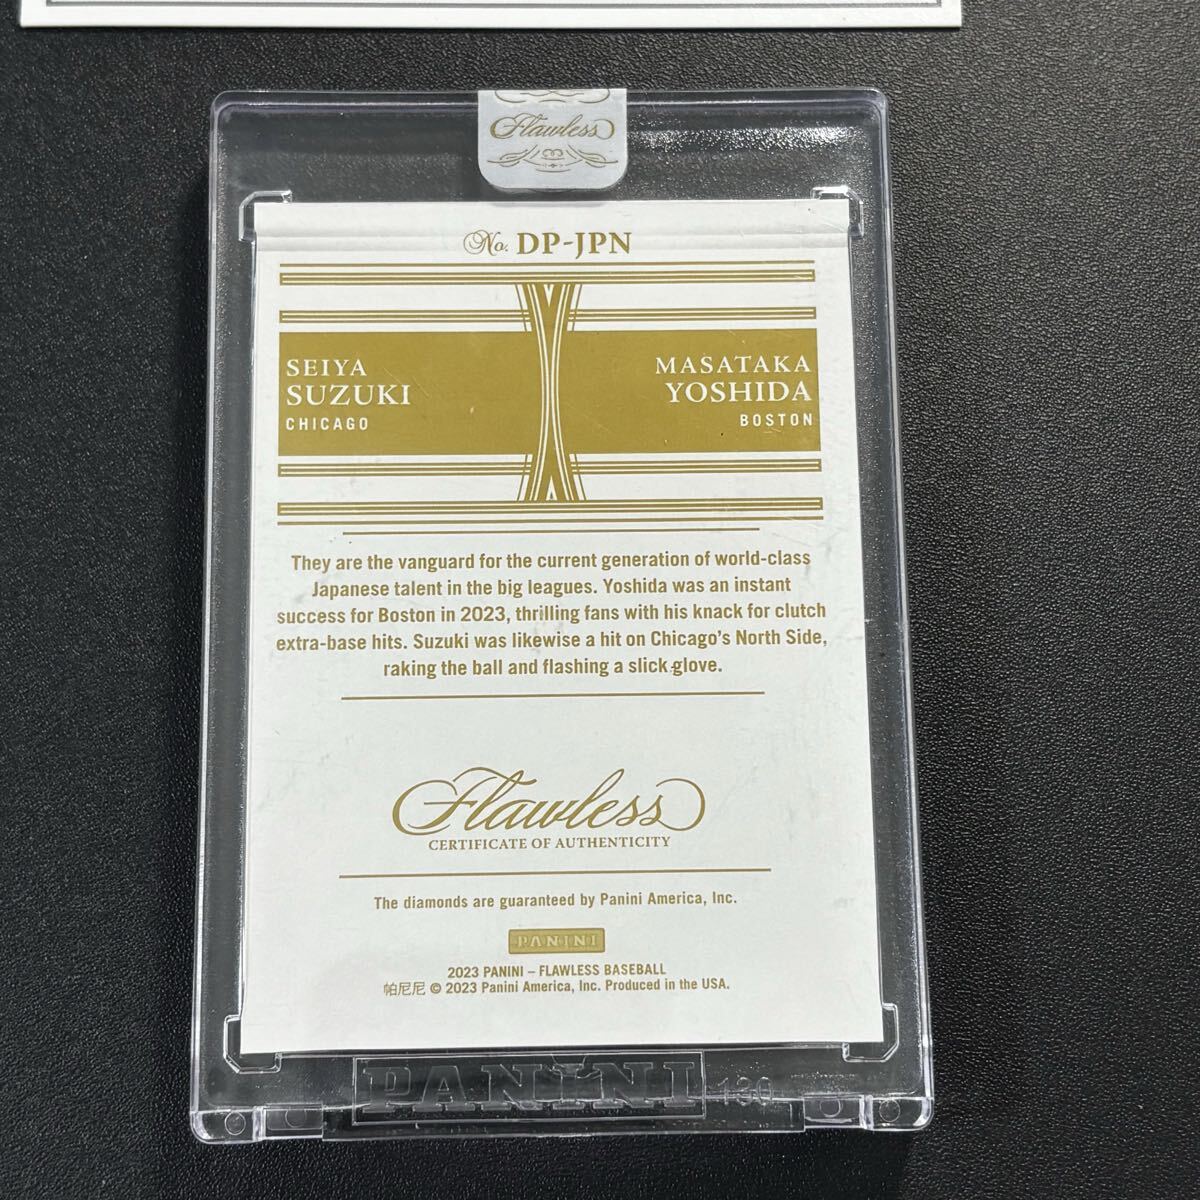 Flawless
No. DP-JPN
SEIYA
SUZUKI
CHICAGO
MASATAKA
YOSHIDA
BOSTON
They are the vanguard for the current generation of world-class
Japanese talent in the big leagues. Yoshida was an instant
success for Boston in 2023, thrilling fans with his knack for clutch
extra-base hits. Suzuki was likewise a hit on Chicago's North Side,
raking the ball and flashing a slick glove.
Flawless
CERTIFICATE OF AUTHENTICITY
The diamonds are guaranteed by Panini America, Inc.
PANINI
2023 PANINI – FLAWLESS BASEBALL
帕尼尼 © 2023 Panini America, Inc. Produced in the USA.
PANINI 130